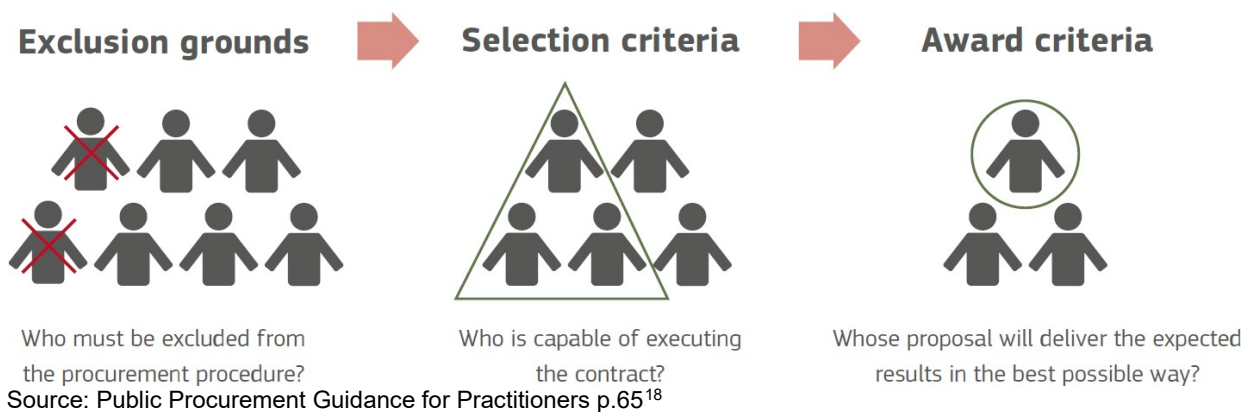 Exclusion grounds
Selection criteria
Award criteria
Who must be excluded from
the procurement procedure?
Who is capable of executing
the contract?
Whose proposal will deliver the expected
results in the best possible way?
Source: Public Procurement Guidance for Practitioners p.65¹⁸